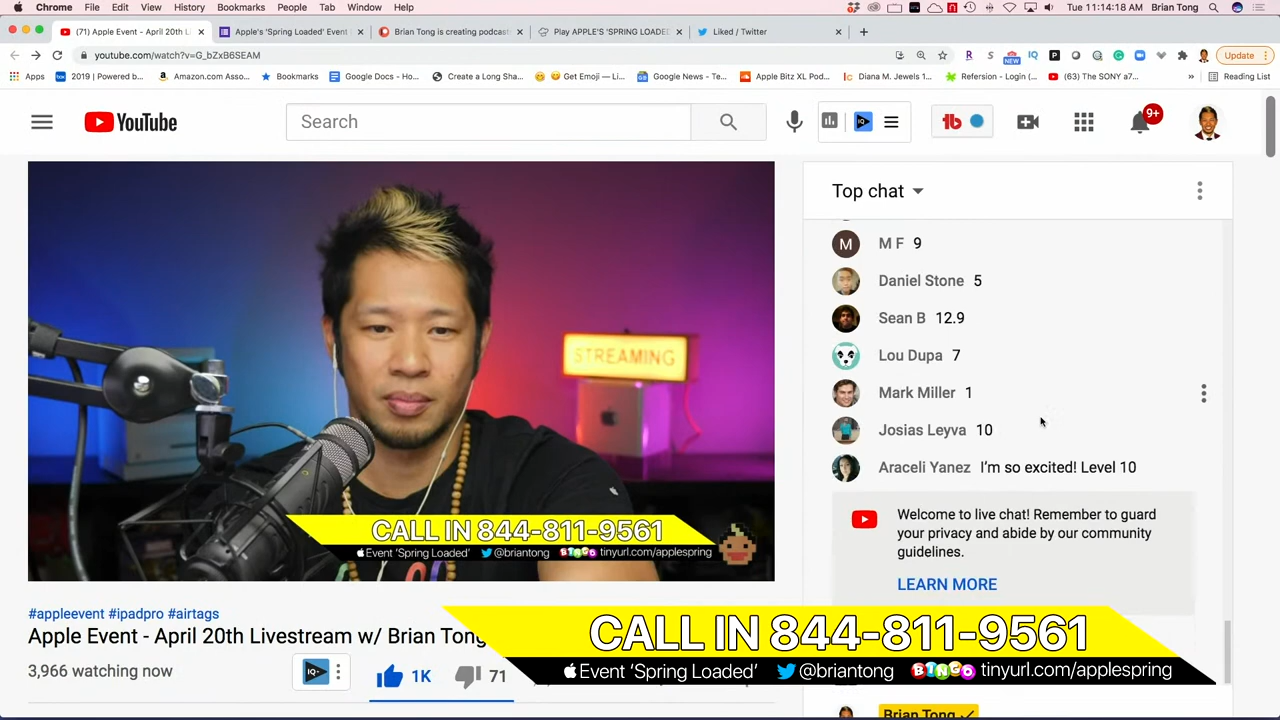 Chrome File Edit View History Bookmarks People Tab Window Help
Tue 11:14:18 AM Brian Tong
(71) Apple Event - April 20th L
Apple's 'Spring Loaded' Event
Brian Tong is creating podcast
Play APPLE'S 'SPRING LOADE
Liked / Twitter
youtube.com/watch?v=G_bZxB6SEAM
Update
Apps
2019 | Powered b...
Amazon.com Asso...
Bookmarks
Google Docs - Ho...
Create a Long Sha...
Get Emoji — Li...
Google News - Te...
Apple Bitz XL Pod...
Diana M. Jewels 1...
NEW
Refersion - Login (...
(63) The SONY a7...
»
Reading List
YouTube
Search
9+
Top chat
M F 9
Daniel Stone 5
Sean B 12.9
Lou Dupa 7
Mark Miller 1
Josias Leyva 10
Araceli Yanez I'm so excited! Level 10
Welcome to live chat! Remember to guard
your privacy and abide by our community
guidelines.
LEARN MORE
Brian Tong
STREAMING
CALL IN 844-811-9561
Event 'Spring Loaded' @briantong BINGO tinyurl.com/applespring
#appleevent #ipadpro #airtags
Apple Event - April 20th Livestream w/ Brian Tong
3,966 watching now
IQ
1K
71
CALL IN 844-811-9561
Event 'Spring Loaded' @briantong BINGO tinyurl.com/applespring